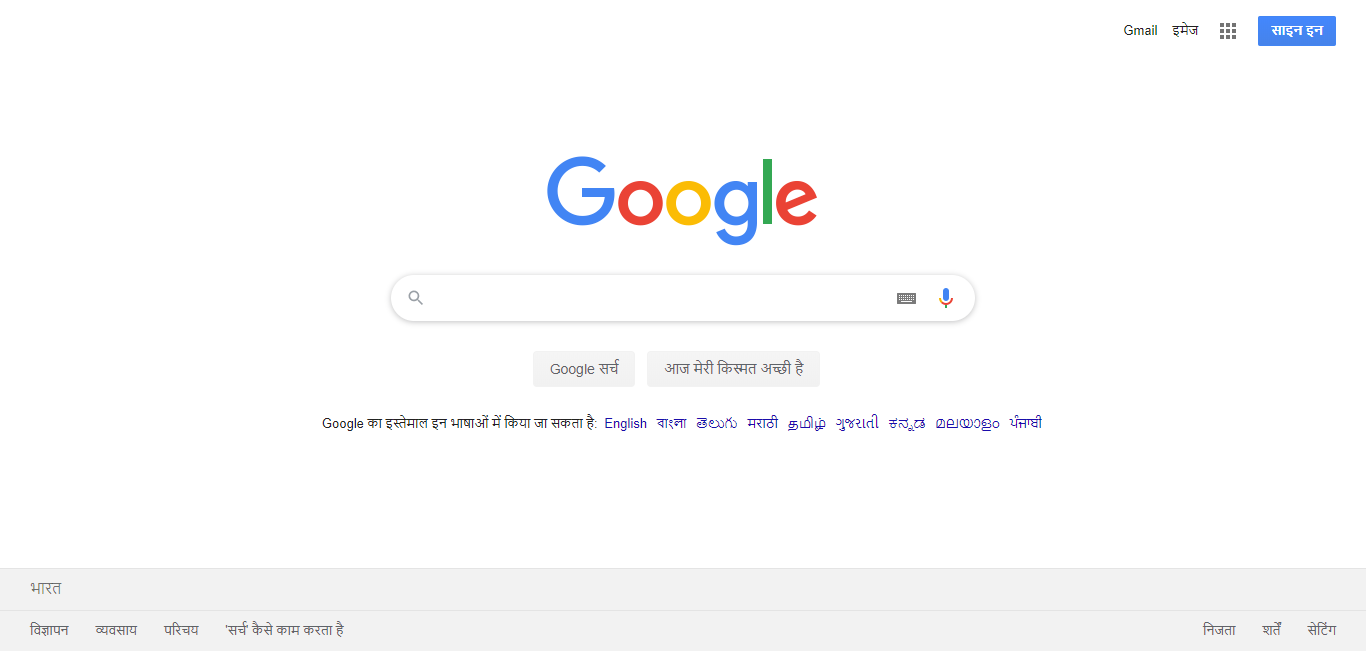 Gmail इमेज साइन इन
Google
Google सर्च आज मेरी किस्मत अच्छी है
Google का इस्तेमाल इन भाषाओं में किया जा सकता है: English বাংলা తెలుగు मराठी தமிழ் ગુજરાતી ಕನ್ನಡ മലയാളം ਪੰਜਾਬੀ
भारत
विज्ञापन व्यवसाय परिचय 'सर्च' कैसे काम करता है निजता शर्तें सेटिंग